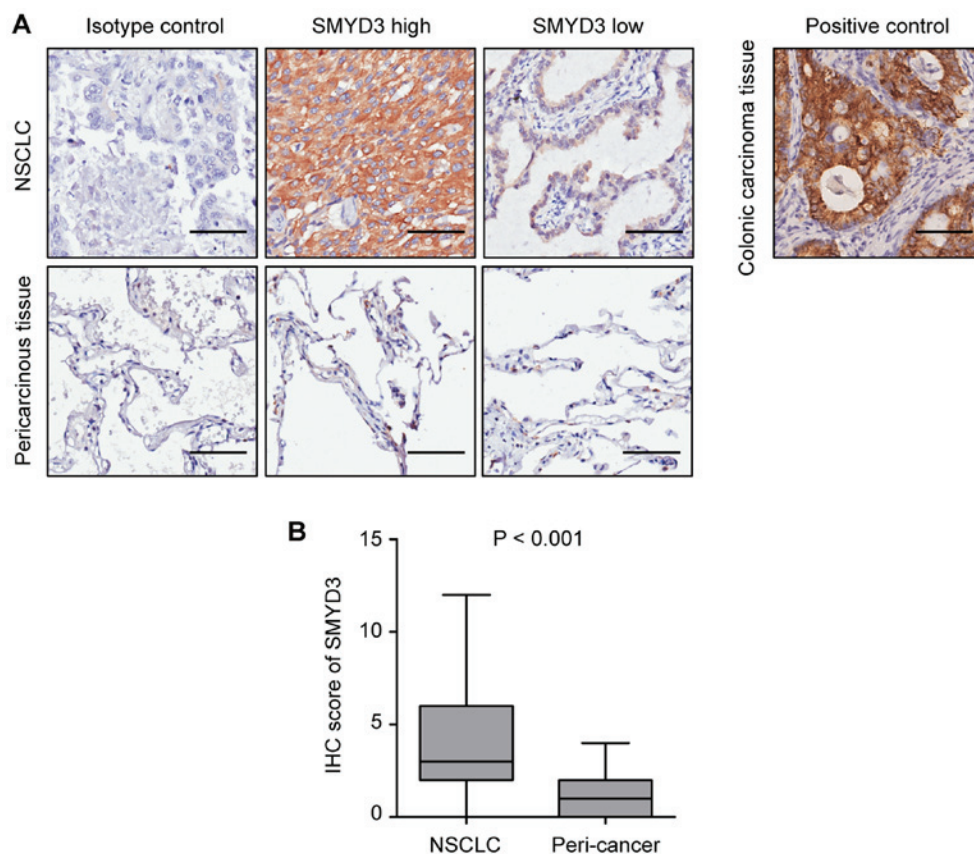 A
Isotype control
SMYD3 high
SMYD3 low
Positive control
NSCLC
Colonic carcinoma tissue
Pericarcinous tissue
B
P < 0.001
IHC score of SMYD3
15
10
5
0
NSCLC
Peri-cancer